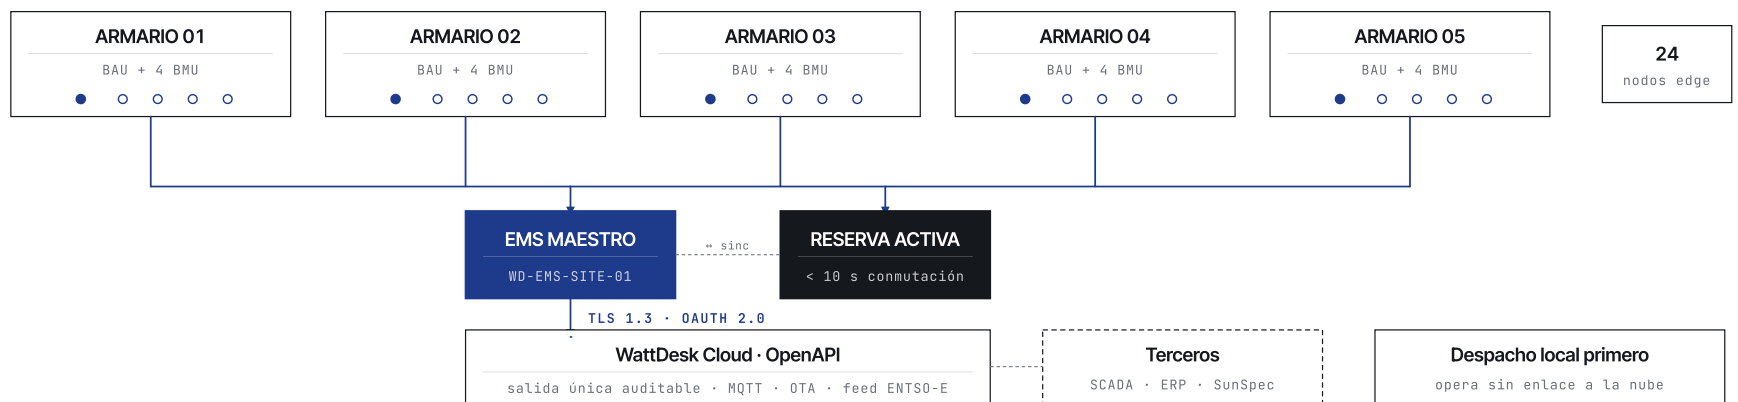 ARMARIO 01
BAU + 4 BMU
ARMARIO 02
BAU + 4 BMU
ARMARIO 03
BAU + 4 BMU
ARMARIO 04
BAU + 4 BMU
ARMARIO 05
BAU + 4 BMU
24
nodos edge
EMS MAESTRO
WD-EMS-SITE-01
↔ sinc
RESERVA ACTIVA
< 10 s conmutación
TLS 1.3 · OAUTH 2.0
WattDesk Cloud · OpenAPI
salida única auditable · MQTT · OTA · feed ENTSO-E
Terceros
SCADA · ERP · SunSpec
Despacho local primero
opera sin enlace a la nube